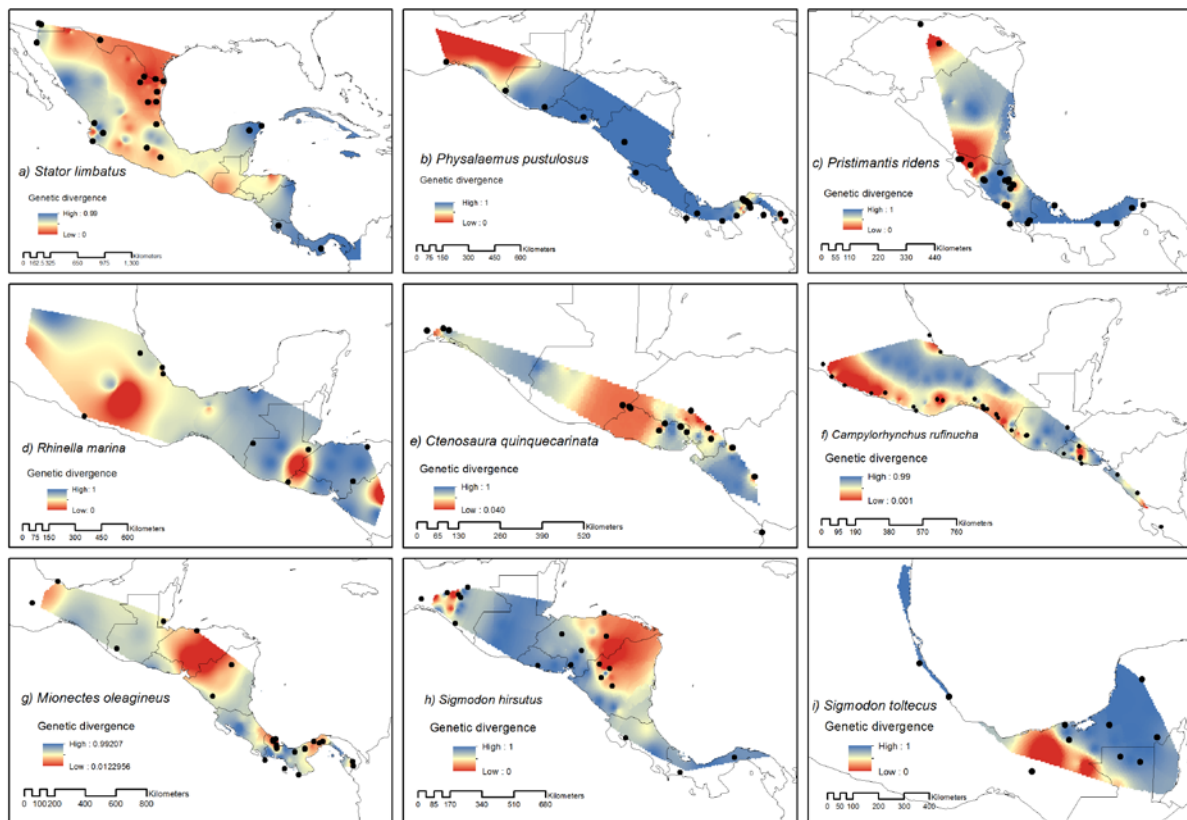 a) Stator limbatus
Genetic divergence
High : 0.99
Low : 0
Kilometers
650
975
1,300
b) Physalaemus pustulosus
Genetic divergence
High : 1
Low : 0
Kilometers
0 75 150 300 450 600
c) Pristimantis ridens
Genetic divergence
High : 1
Low : 0
Kilometers
0 55 110 220 330 440
d) Rhinella marina
Genetic divergence
High : 1
Low: 0
Kilometers
0 75 150 300 450 600
e) Ctenosaura quinquecarinata
Genetic divergence
High : 1
Low : 0.040
Kilometers
0 65 130 260 390 520
f) Campylorhynchus rufinucha
Genetic divergence
High : 0.99
Low : 0.001
Kilometers
0 95 190 380 570 760
g) Mionectes oleagineus
Genetic divergence
High : 0.99207
Low : 0.0122956
Kilometers
0 100 200 400 600 800
h) Sigmodon hirsutus
Genetic divergence
High : 1
Low : 0
Kilometers
0 85 170 340 510 680
i) Sigmodon toltecus
Genetic divergence
High : 1
Low : 0
Kilometers
0 50 100 200 300 400